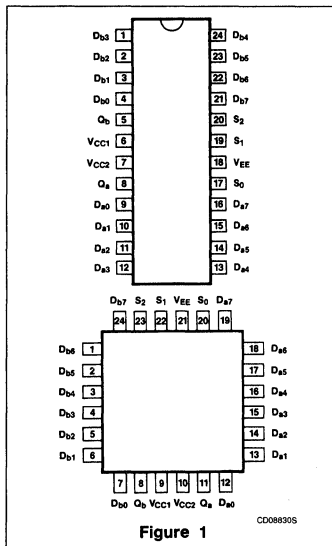 Db3 1 24 Db4
Db2 2 23 Db5
Db1 3 22 Db6
Db0 4 21 Db7
Qb 5 20 S2
VCC1 6 19 S1
VCC2 7 18 VEE
Qa 8 17 S0
Da0 9 16 Da7
Da1 10 15 Da6
Da2 11 14 Da5
Da3 12 13 Da4
Db7 S2 S1 VEE S0 Da7
24 23 22 21 20 19
Db6 1 18 Da6
Db5 2 17 Da5
Db4 3 16 Da4
Db3 4 15 Da3
Db2 5 14 Da2
Db1 6 13 Da1
7 8 9 10 11 12
Db0 Qb VCC1 VCC2 Qa Da0
CD08830S
Figure 1